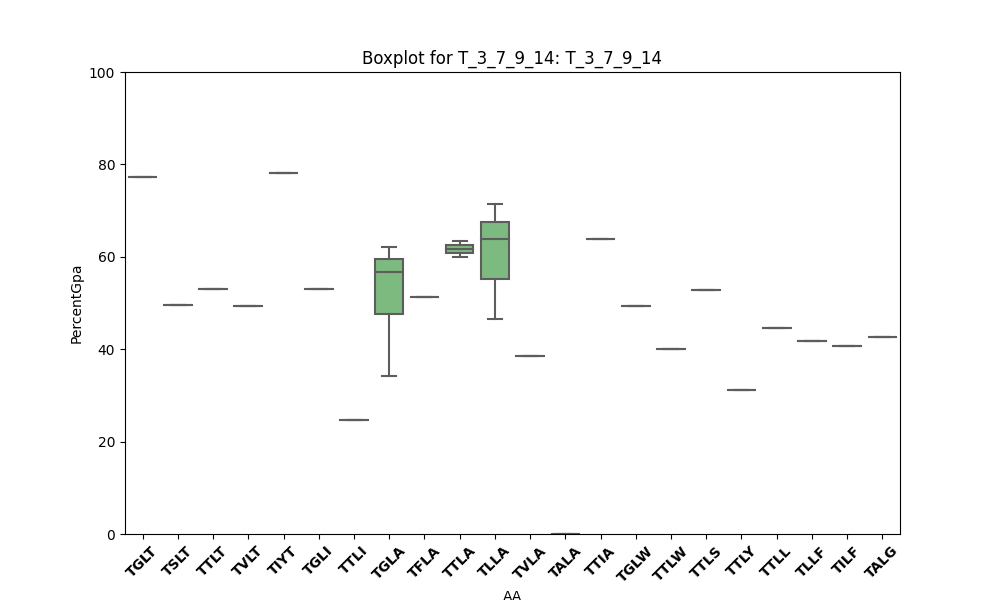 Boxplot for T_3_7_9_14: T_3_7_9_14
PercentGpa
100
80
60
40
20
0
TGLT
TSLT
TTLT
TVLT
TIYT
TGLI
TTLI
TGLA
TFLA
TTLA
TLLA
TVLA
TALA
TTIA
TGLW
TTLW
TTLS
TTLY
TTLL
TLLF
TILF
TALG
AA